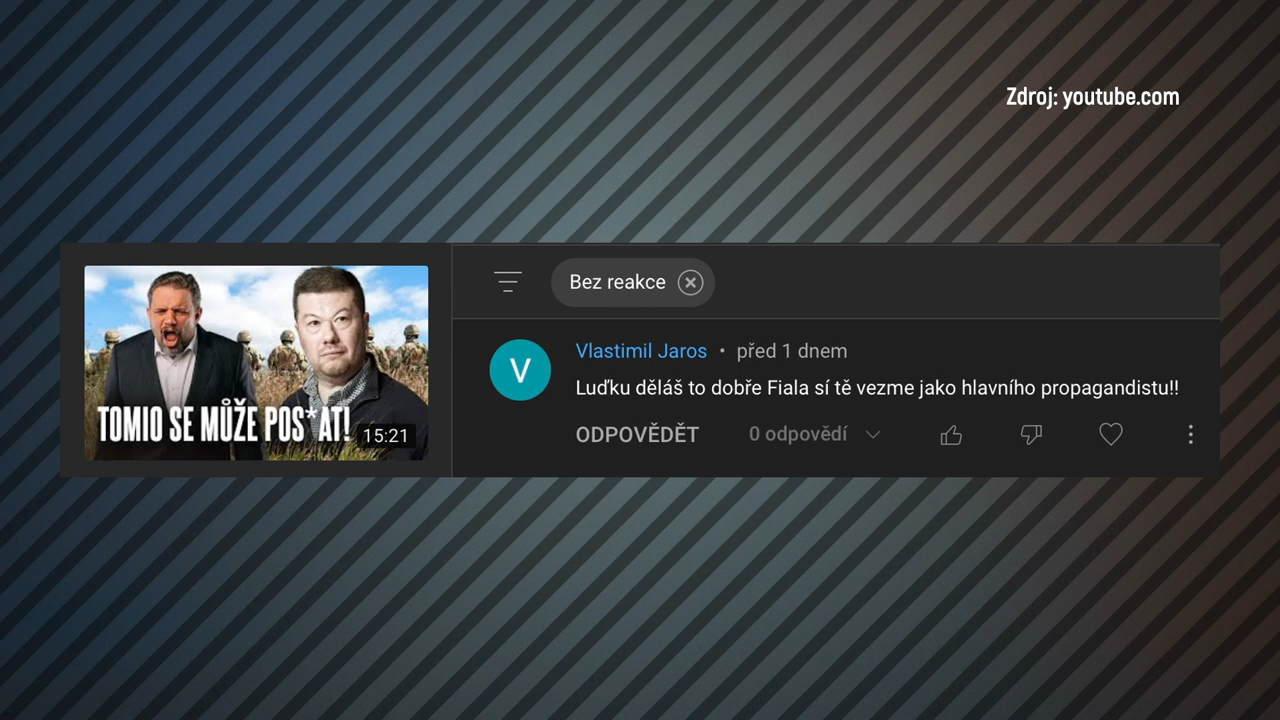 Zdroj: youtube.com
TOMIO SE MŮŽE POS*AT!
15:21
Bez reakce
V
Vlastimil Jaros • před 1 dnem
Luďku děláš to dobře Fiala sí tě vezme jako hlavního propagandistu!!
ODPOVĚDĚT 0 odpovědí